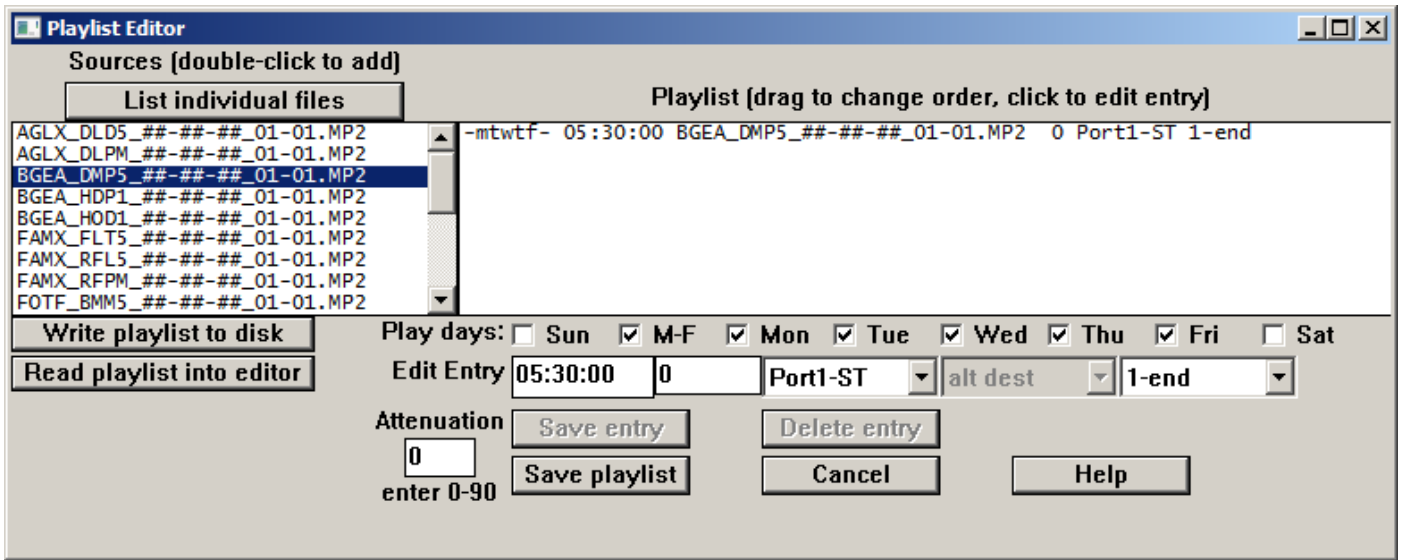 Playlist Editor
Sources (double-click to add)
List individual files
Playlist (drag to change order, click to edit entry)
AGLX_DLD5_##-##-##_01-01.MP2
AGLX_DLPM_##-##-##_01-01.MP2
BGEA_DMP5_##-##-##_01-01.MP2
BGEA_HDP1_##-##-##_01-01.MP2
BGEA_HOD1_##-##-##_01-01.MP2
FAMX_FLT5_##-##-##_01-01.MP2
FAMX_RFL5_##-##-##_01-01.MP2
FAMX_RFPM_##-##-##_01-01.MP2
FOTF_BMM5_##-##-##_01-01.MP2
-mtwtf- 05:30:00 BGEA_DMP5_##-##-##_01-01.MP2  0 Port1-ST 1-end
Write playlist to disk
Read playlist into editor
Play days: Sun M-F Mon Tue Wed Thu Fri Sat
Edit Entry 05:30:00 0 Port1-ST alt dest 1-end
Attenuation
0
enter 0-90
Save entry Delete entry
Save playlist Cancel Help